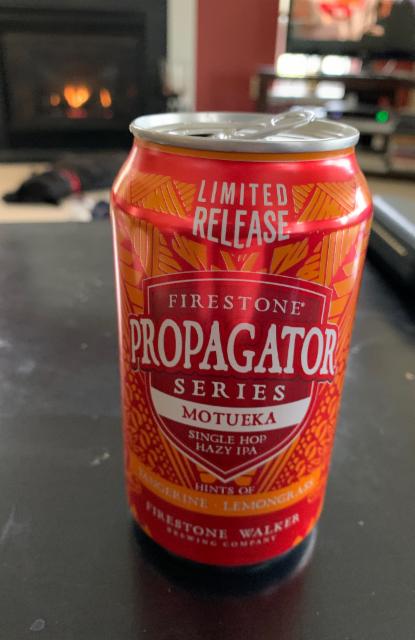 LIMITED
RELEASE
FIRESTONE®
PROPAGATOR
SERIES
MOTUEKA
SINGLE HOP
HAZY IPA
HINTS OF
TANGERINE · LEMONGRASS
FIRESTONE WALKER
BREWING COMPANY